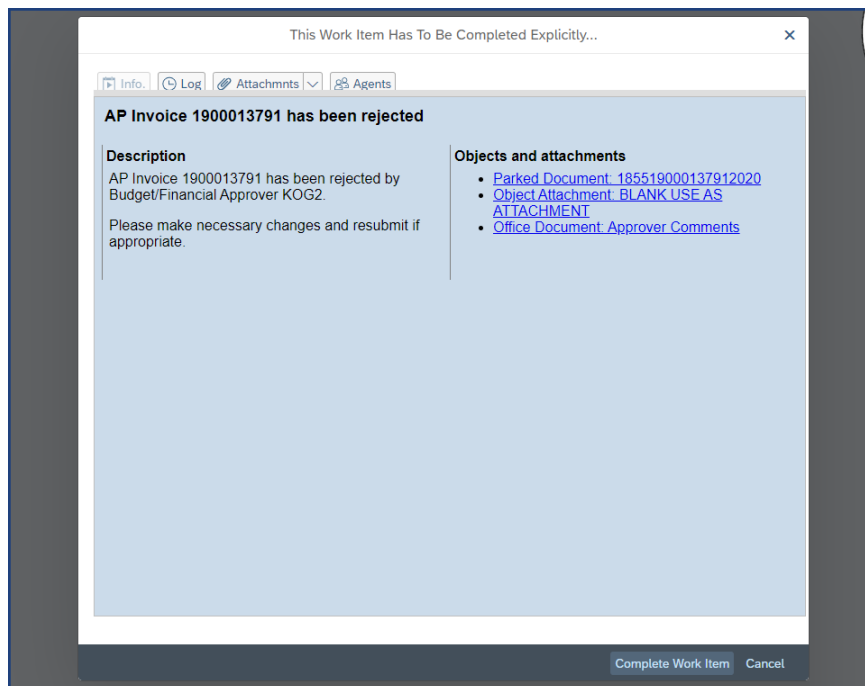 This Work Item Has To Be Completed Explicitly...
Info.
Log
Attachmnts
Agents
AP Invoice 1900013791 has been rejected
Description
AP Invoice 1900013791 has been rejected by
Budget/Financial Approver KOG2.
Please make necessary changes and resubmit if
appropriate.
Objects and attachments
Parked Document: 185519000137912020
Object Attachment: BLANK USE AS
ATTACHMENT
Office Document: Approver Comments
Complete Work Item
Cancel